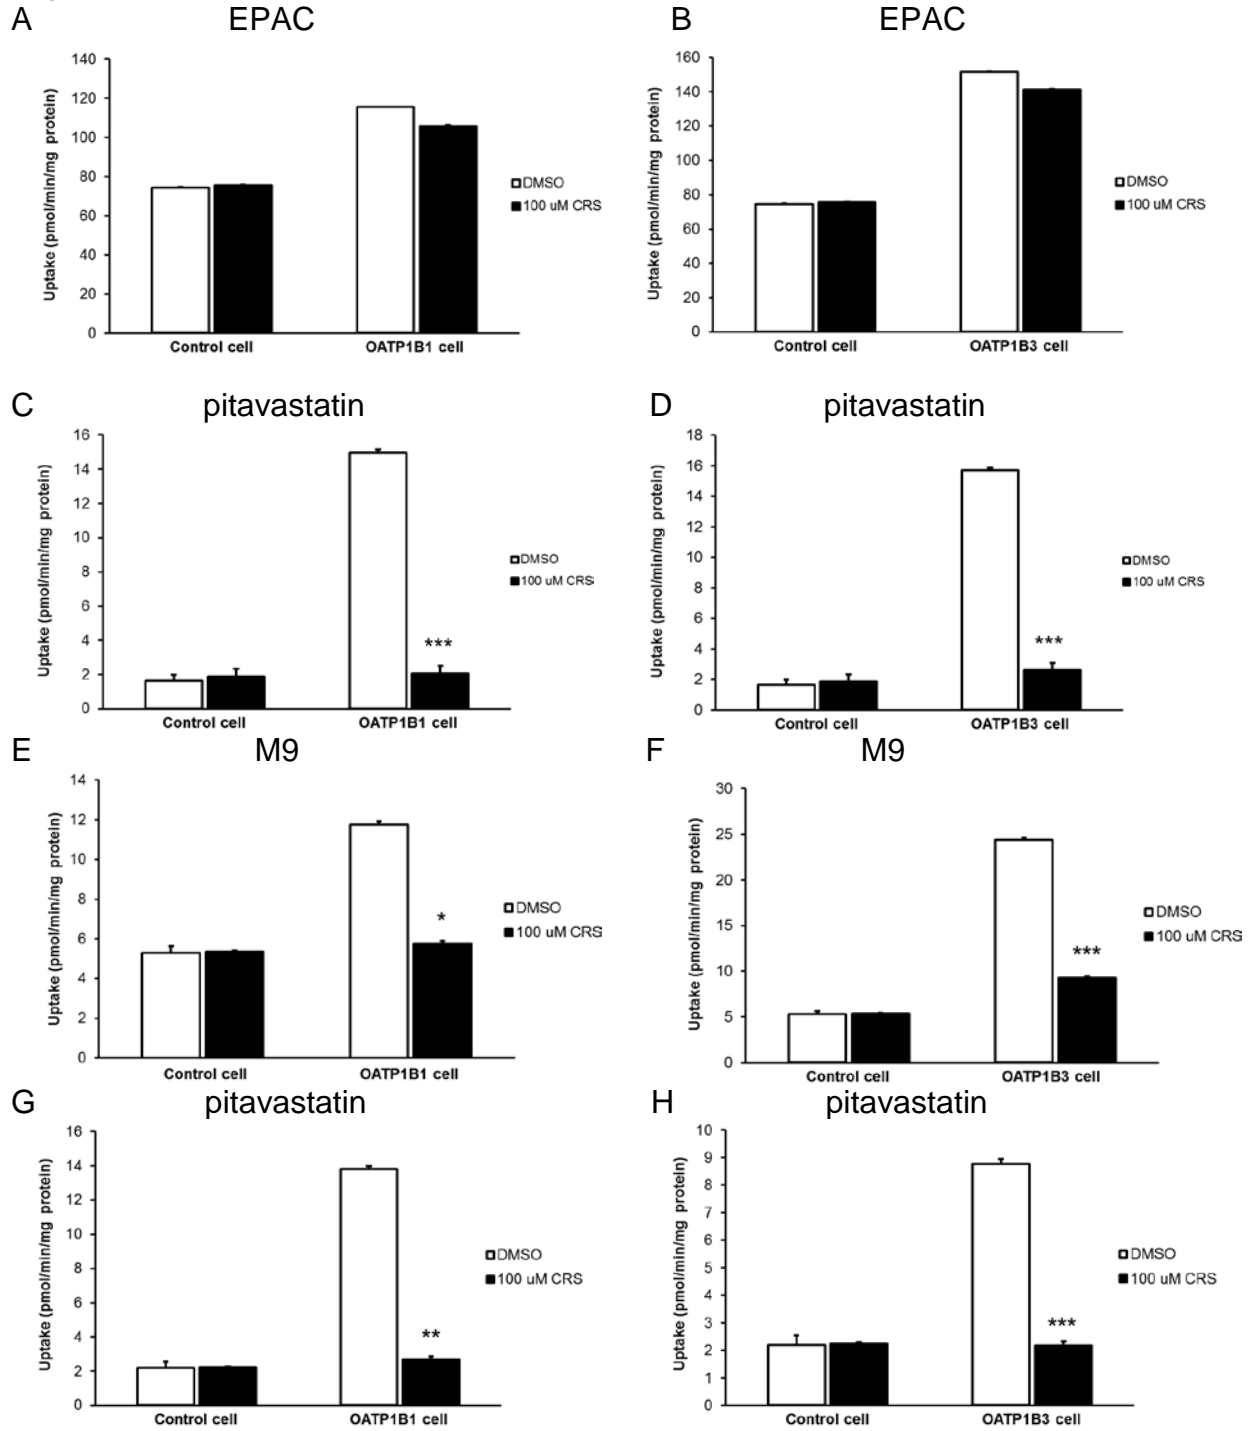 A EPAC
Uptake (pmol/min/mg protein)
140
120
100
80
60
40
20
0
Control cell OATP1B1 cell
DMSO
100 uM CRS
B EPAC
Uptake (pmol/min/mg protein)
160
140
120
100
80
60
40
20
0
Control cell OATP1B3 cell
DMSO
100 uM CRS
C pitavastatin
Uptake (pmol/min/mg protein)
16
14
12
10
8
6
4
2
0
***
Control cell OATP1B1 cell
DMSO
100 uM CRS
D pitavastatin
Uptake (pmol/min/mg protein)
18
16
14
12
10
8
6
4
2
0
***
Control cell OATP1B3 cell
DMSO
100 uM CRS
E M9
Uptake (pmol/min/mg protein)
14
12
10
8
6
4
2
0
*
Control cell OATP1B1 cell
DMSO
100 uM CRS
F M9
Uptake (pmol/min/mg protein)
30
25
20
15
10
5
0
***
Control cell OATP1B3 cell
DMSO
100 uM CRS
G pitavastatin
Uptake (pmol/min/mg protein)
16
14
12
10
8
6
4
2
0
**
Control cell OATP1B1 cell
DMSO
100 uM CRS
H pitavastatin
Uptake (pmol/min/mg protein)
10
9
8
7
6
5
4
3
2
1
0
***
Control cell OATP1B3 cell
DMSO
100 uM CRS